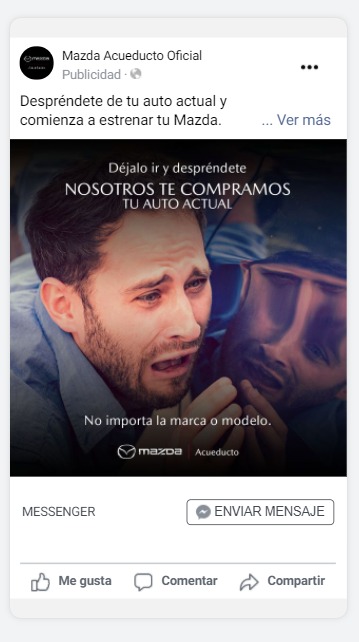 Mazda Acueducto Oficial
Publicidad ·
Despréndete de tu auto actual y
comienza a estrenar tu Mazda. ... Ver más
Déjalo ir y despréndete
NOSOTROS TE COMPRAMOS
TU AUTO ACTUAL
No importa la marca o modelo.
mazda | Acueducto
MESSENGER ENVIAR MENSAJE
Me gusta Comentar Compartir